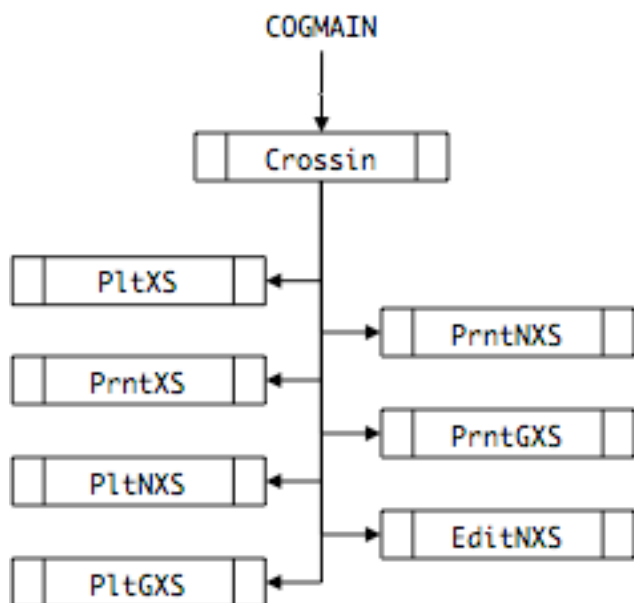 COGMAIN
Crossin
PltXS
PrntNXS
PrntXS
PrntGXS
PltNXS
EditNXS
PltGXS